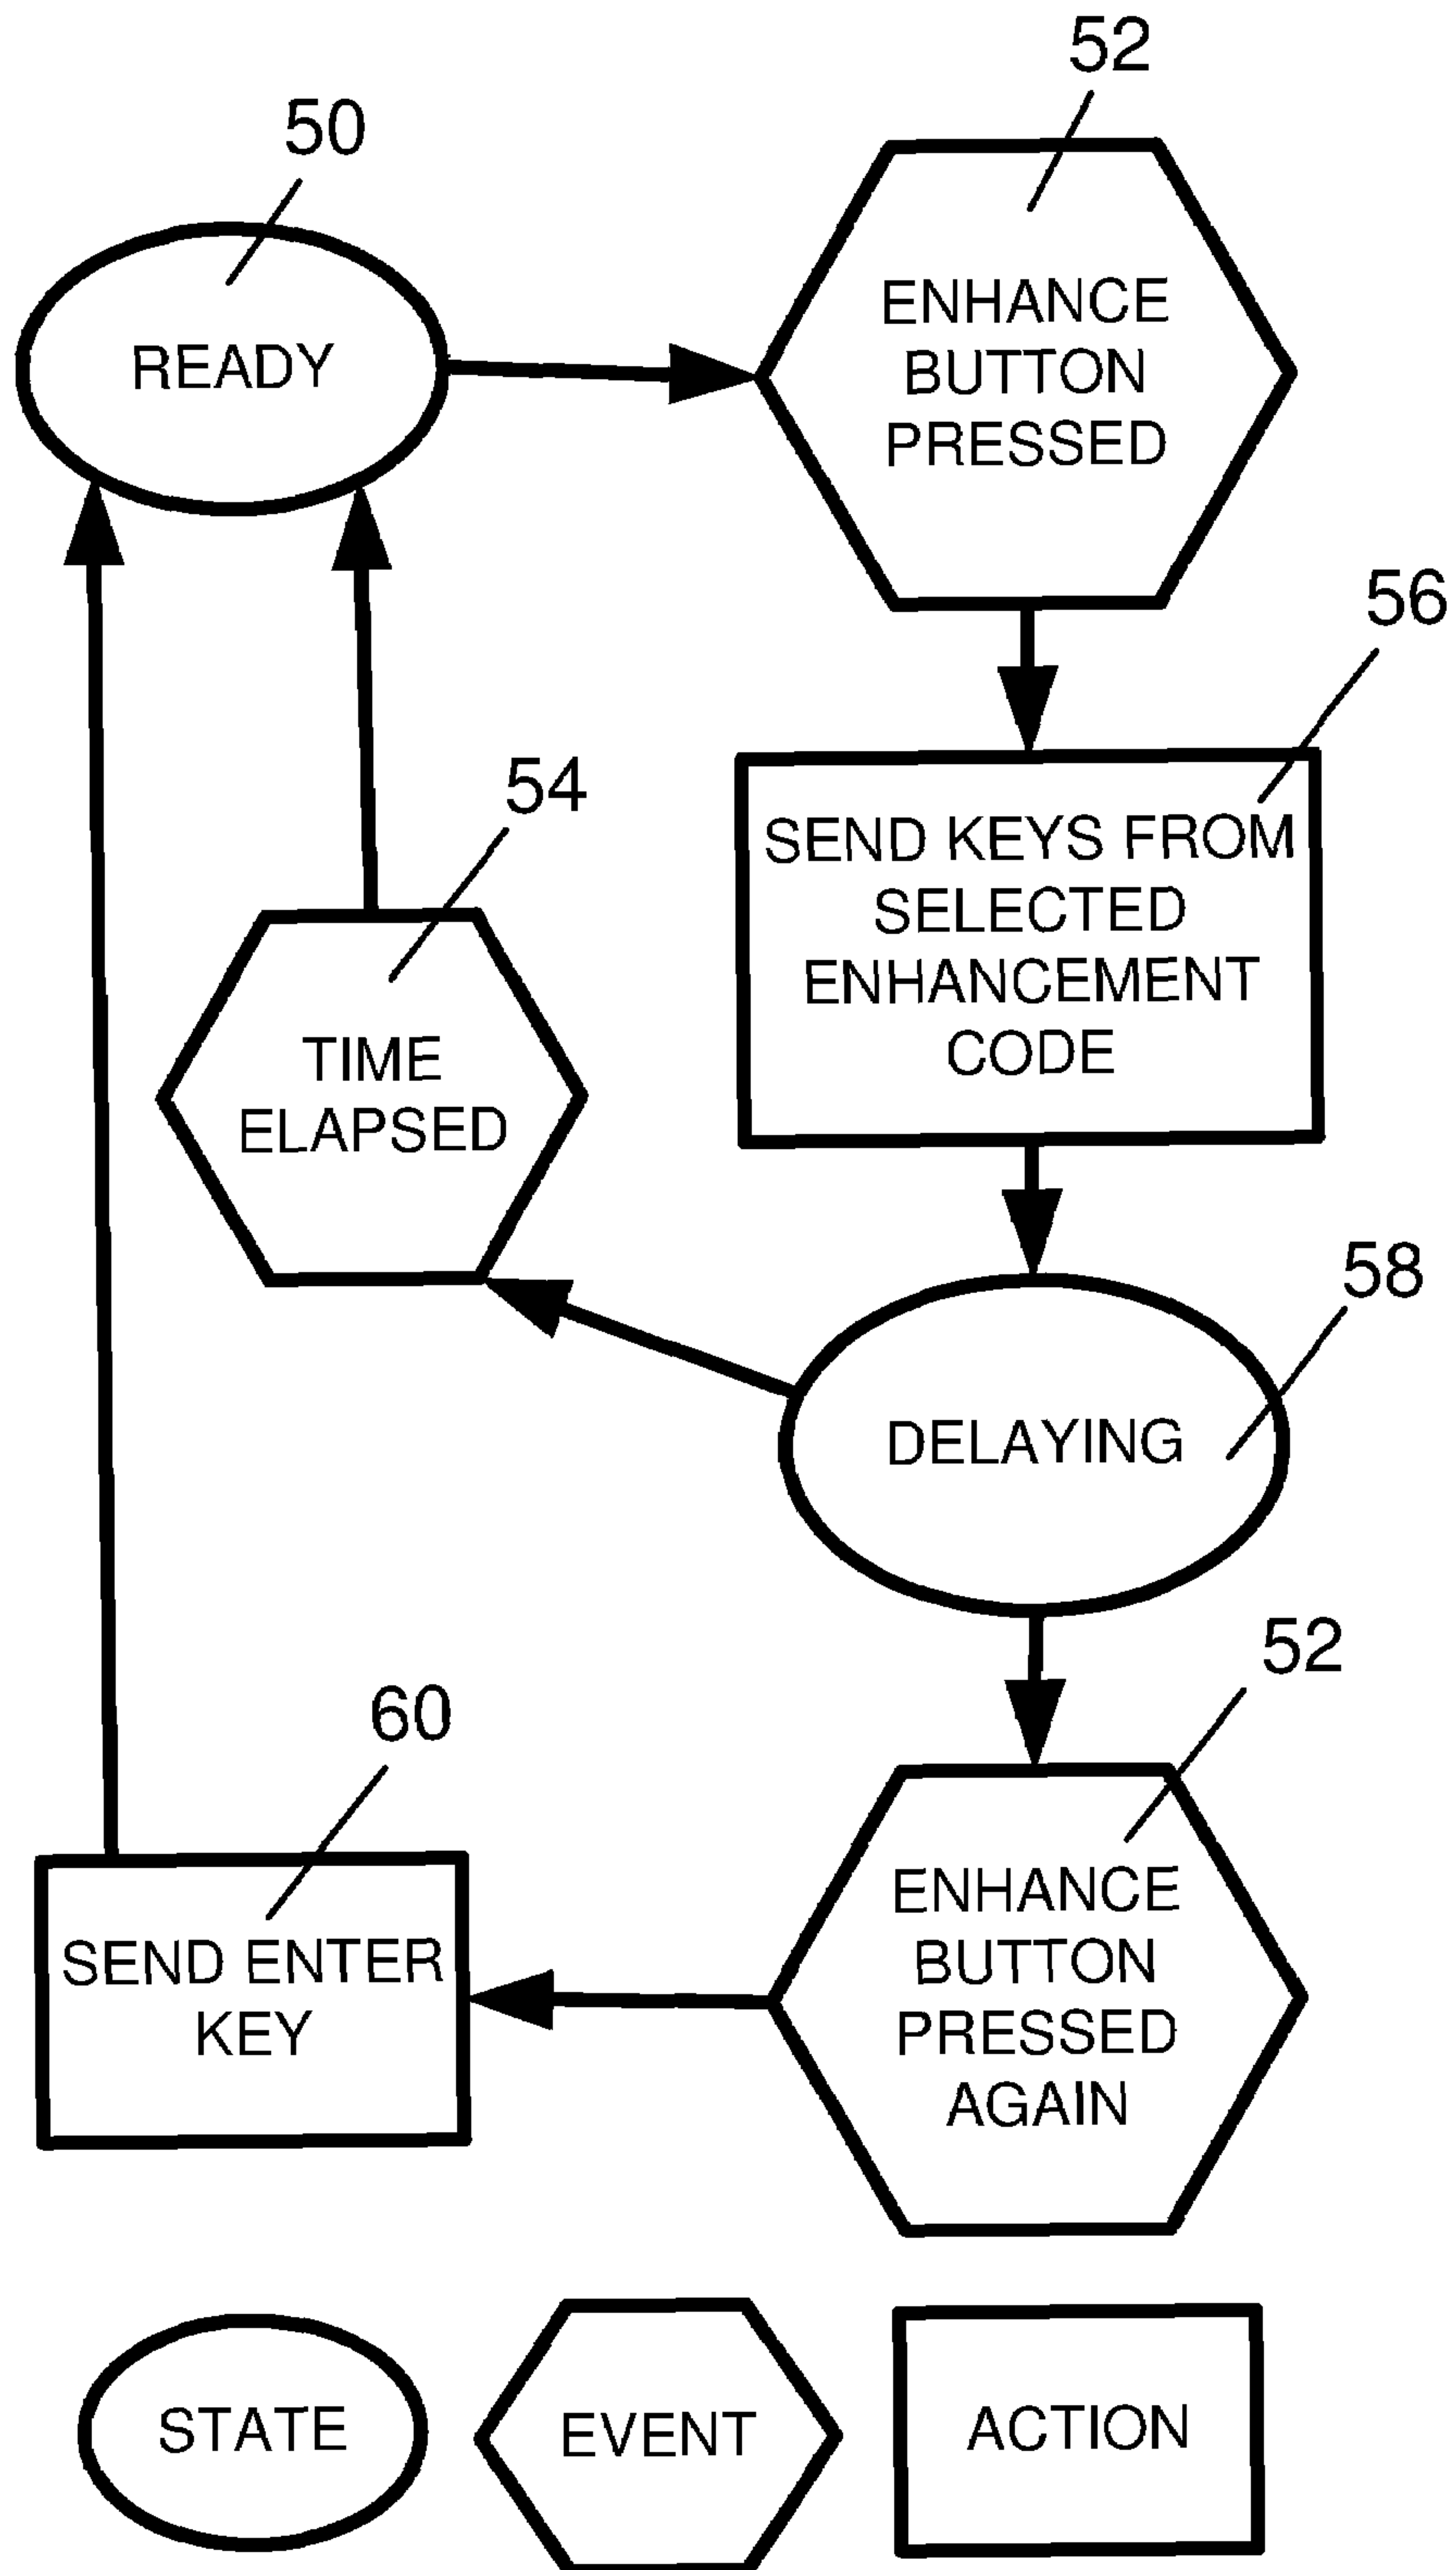 52
50
READY
ENHANCE
BUTTON
PRESSED
56
SEND KEYS FROM
SELECTED
ENHANCEMENT
CODE
54
TIME
ELAPSED
58
DELAYING
52
ENHANCE
BUTTON
PRESSED
AGAIN
60
SEND ENTER
KEY
STATE
EVENT
ACTION